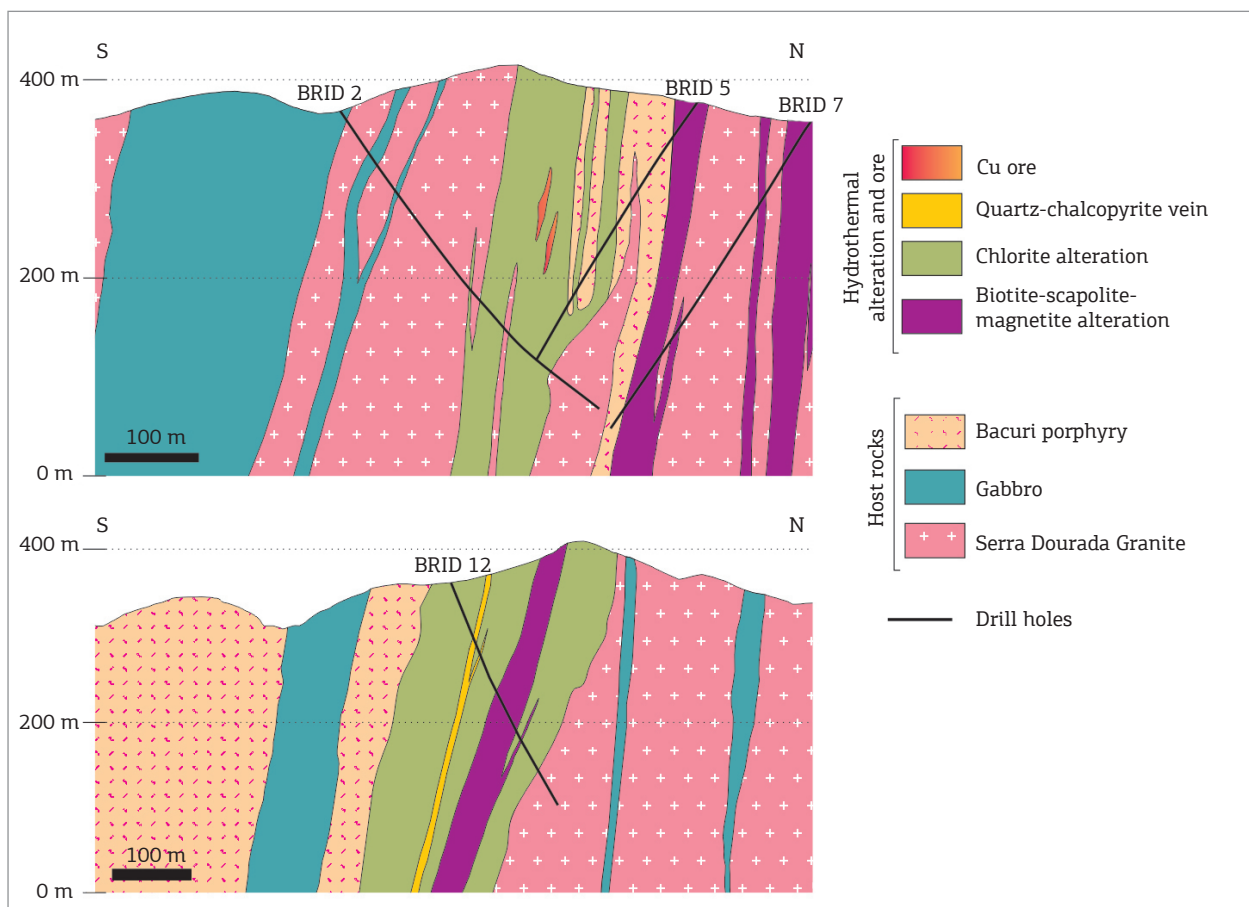 S
N
400 m
BRID 2
BRID 5
BRID 7
200 m
100 m
0 m
S
N
400 m
BRID 12
200 m
100 m
0 m
Hydrothermal
alteration and ore
Cu ore
Quartz-chalcopyrite vein
Chlorite alteration
Biotite-scapolite-
magnetite alteration
Host rocks
Bacuri porphyry
Gabbro
Serra Dourada Granite
Drill holes